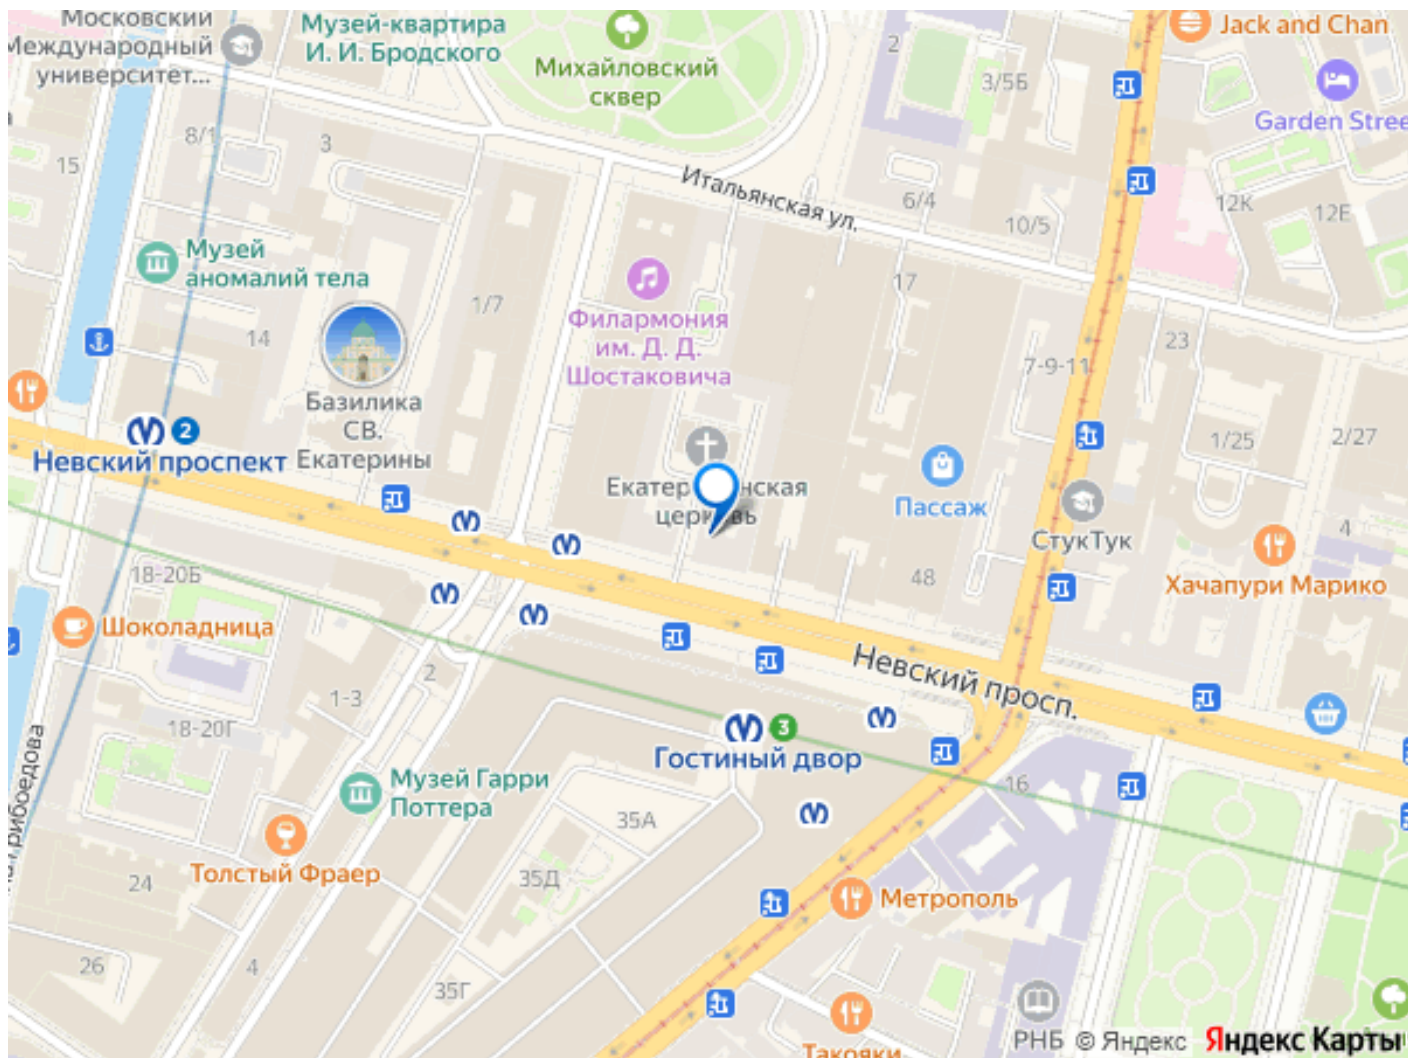 Московский
Международный
университет...
Музей-квартира
И. И. Бродского
Михайловский
сквер
2
3/5Б
Jack and Chan
Garden Stree
15
8/1
3
Итальянская ул.
6/4
10/5
12К
12Е
Музей
аномалий тела
1/7
14
Филармония
им. Д. Д.
Шостаковича
17
7-9-11
23
Базилика
СВ.
Екатерины
2
Невский проспект
1/25
2/27
Пассаж
СтукТук
4
Хачапури Марико
48
18-20Б
Шоколадница
2
1-3
Невский просп.
18-20Г
3
Гостиный двор
16
Музей Гарри
Поттера
35А
Толстый Фраер
24
35Д
Метрополь
26
4
35Г
РНБ
© Яндекс
Яндекс Карты
Такояки